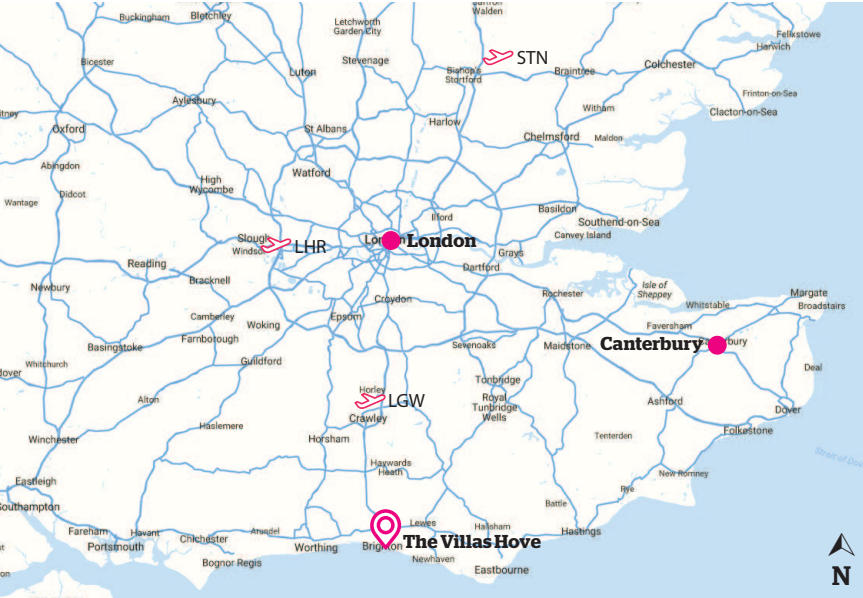 Buckingham
Bletchley
Letchworth
Garden City
Walden
Felixstowe
Harwich
Bicester
Luton
Stevenage
Bishop's
Stortford
STN
Braintree
Colchester
Frinton-on-Sea
Clacton-on-Sea
Aylesbury
Witham
Oxford
St Albans
Harlow
Chelmsford
Maldon
Abingdon
Watford
High
Wycombe
Didcot
Wantage
Ilford
Basildon
Southend-on-Sea
Canvey Island
Slough
Windsor
LHR
London
Grays
Reading
Dartford
Bracknell
Newbury
Croydon
Rochester
Isle of
Sheppey
Margate
Whitstable
Broadstairs
Camberley
Woking
Epsom
Faversham
Farnborough
Basingstoke
Sevenoaks
Maidstone
Canterbury
Whitchurch
Guildford
Deal
Tonbridge
Horley
LGW
Royal
Tunbridge
Wells
Alton
Ashford
Dover
Crawley
Haslemere
Folkestone
Winchester
Horsham
Tenterden
Haywards
Heath
New Romney
Eastleigh
Rye
Southampton
Battle
Lewes
Hailsham
Hastings
Fareham
Havant
Chichester
Arundel
Portsmouth
Worthing
Brighton
The Villas Hove
Newhaven
Bognor Regis
Eastbourne
N